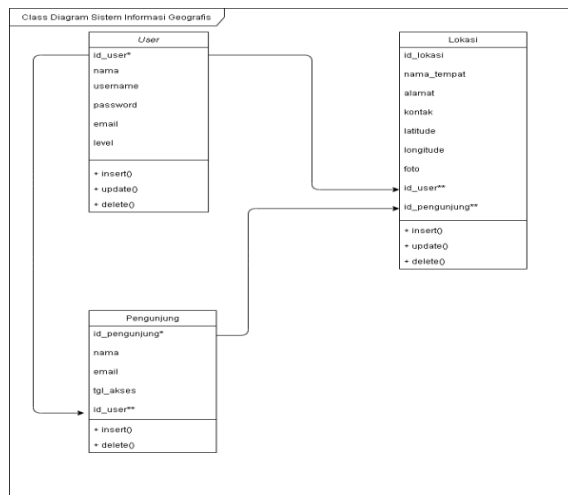 Class Diagram Sistem Informasi Geografis
User
id_user*
nama
username
password
email
level
+ insert()
+ update()
+ delete()
Lokasi
id_lokasi
nama_tempat
alamat
kontak
latitude
longitude
foto
id_user**
id_pengunjung**
+ insert()
+ update()
+ delete()
Pengunjung
id_pengunjung*
nama
email
tgl_akses
id_user**
+ insert()
+ delete()